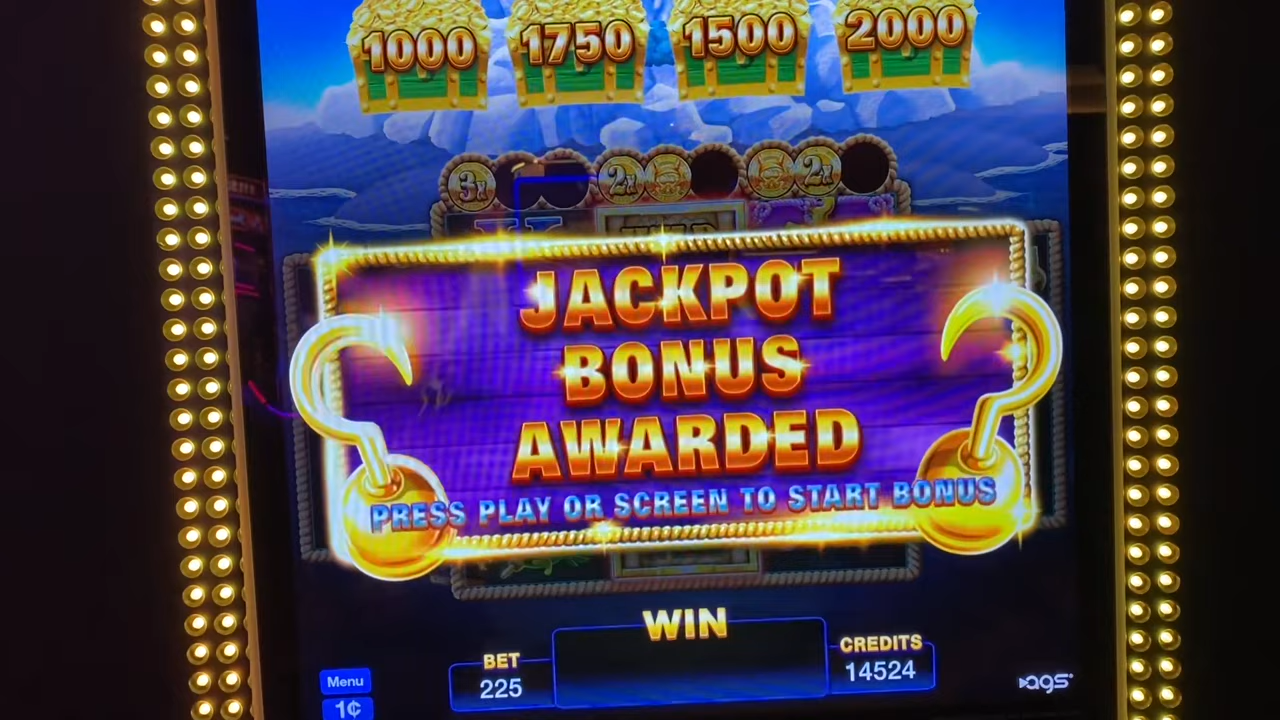 1000 1750 1500 2000
3x 2x 2x
WILD
JACKPOT
BONUS
AWARDED
PRESS PLAY OR SCREEN TO START BONUS
WIN
BET
225
CREDITS
14524
Menu
1¢
ags